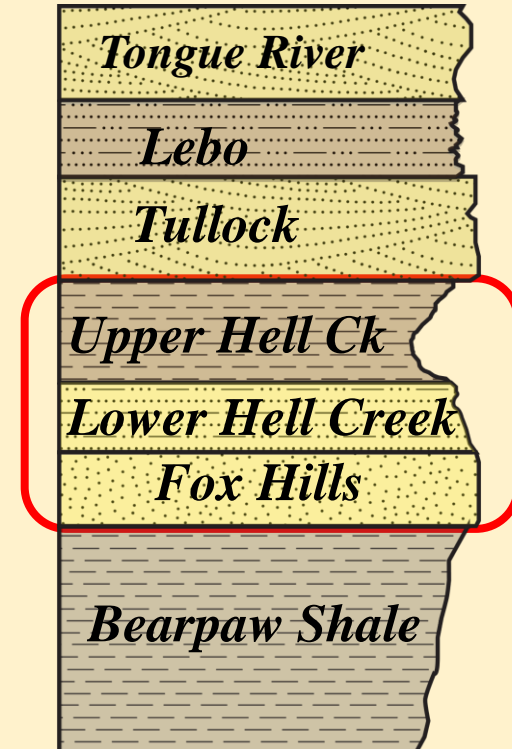 Tongue River
Lebo
Tullock
Upper Hell Ck
Lower Hell Creek
Fox Hills
Bearpaw Shale